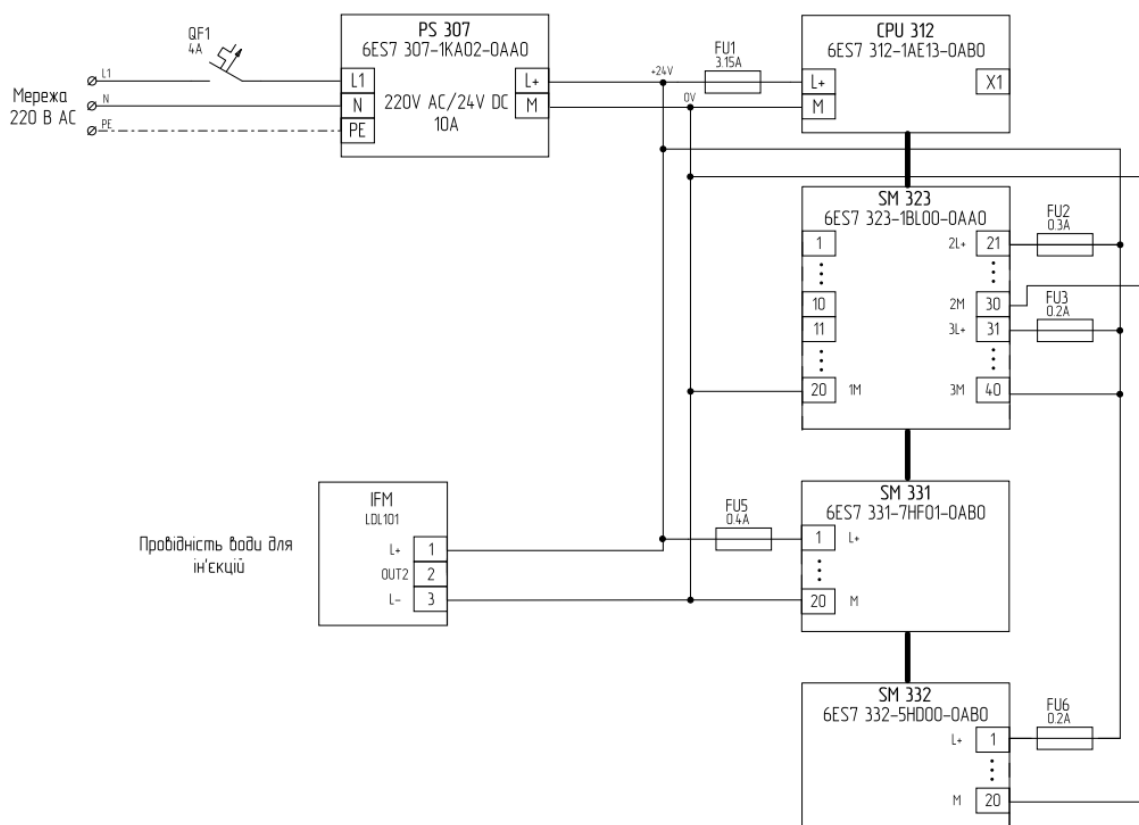 QF1
4А
L1
Мережа
220 В АС
N
PE
PS 307
6ES7 307-1KA02-0AA0
L1
L+
N
220V AC/24V DC
M
10A
PE
+24V
0V
FU1
3.15A
CPU 312
6ES7 312-1AE13-0AB0
L+
X1
M
SM 323
6ES7 323-1BL00-0AA0
1
2L+
21
FU2
0.3A
10
2M
30
11
3L+
31
FU3
0.2A
20
1M
3M
40
IFM
LDL101
Провідність води для
ін'єкцій
L+
1
OUT2
2
L-
3
FU5
0.4A
SM 331
6ES7 331-7HF01-0AB0
1
L+
20
M
SM 332
6ES7 332-5HD00-0AB0
L+
1
FU6
0.2A
M
20